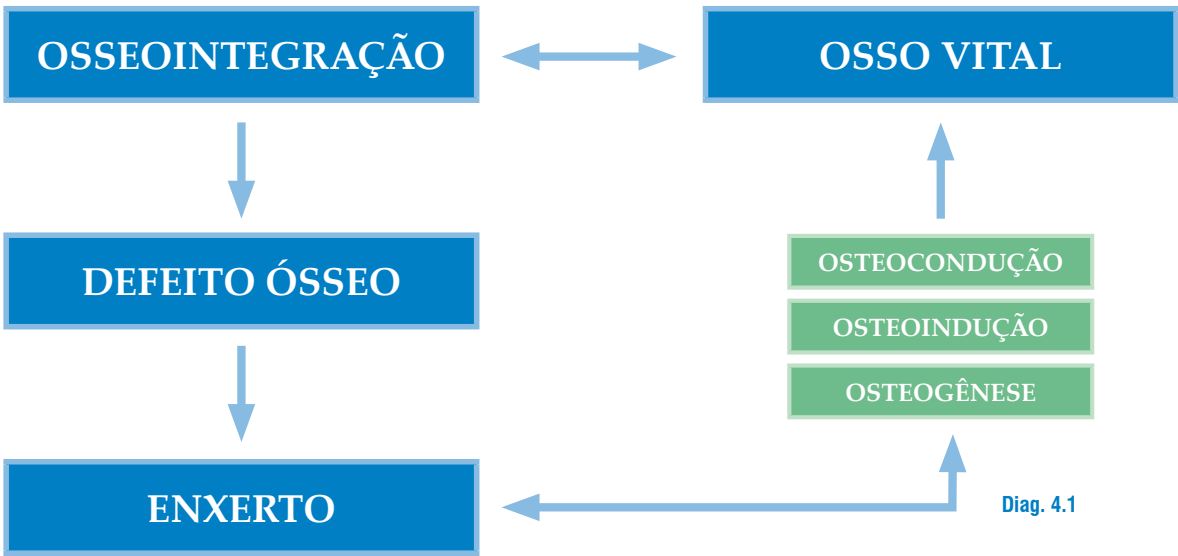 OSSEOINTEGRAÇÃO
OSSO VITAL
DEFEITO ÓSSEO
OSTEOCONDUÇÃO
OSTEOINDUÇÃO
OSTEOGÊNESE
ENXERTO
Diag. 4.1